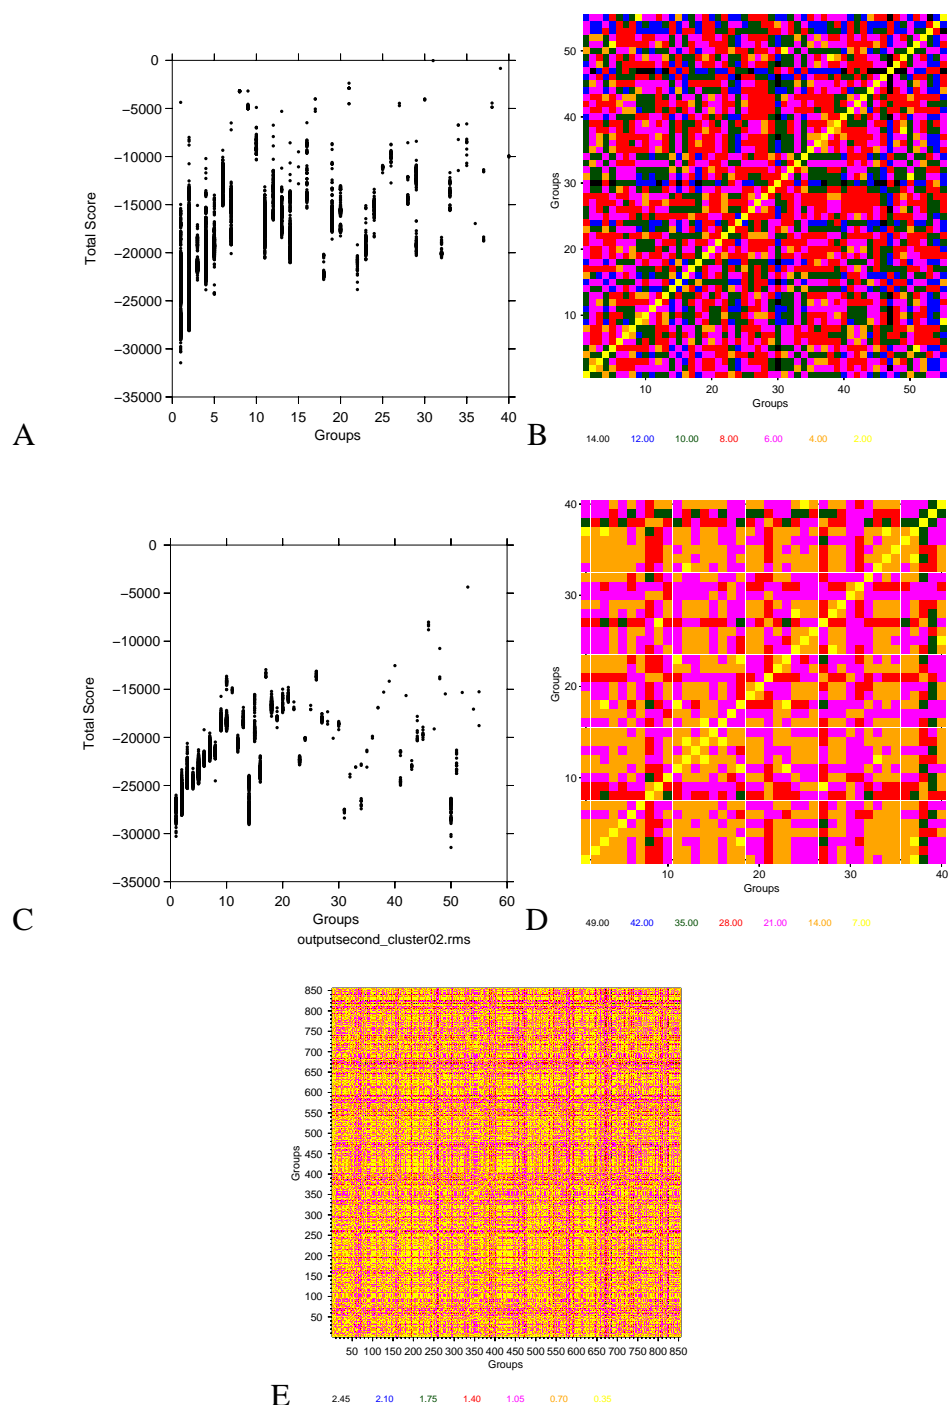 0
−5000
−10000
−15000
−20000
−25000
−30000
−35000
Total Score
0 5 10 15 20 25 30 35 40
Groups
A
50
40
30
20
10
Groups
10 20 30 40 50
Groups
B
14.00 12.00 10.00 8.00 6.00 4.00 2.00
0
−5000
−10000
−15000
−20000
−25000
−30000
−35000
Total Score
0 10 20 30 40 50 60
Groups
outputsecond_cluster02.rms
C
40
30
20
10
Groups
10 20 30 40
Groups
D
49.00 42.00 35.00 28.00 21.00 14.00 7.00
850
800
750
700
650
600
550
500
450
400
350
300
250
200
150
100
50
Groups
50 100 150 200 250 300 350 400 450 500 550 600 650 700 750 800 850
Groups
E
2.45 2.10 1.75 1.40 1.05 0.70 0.35